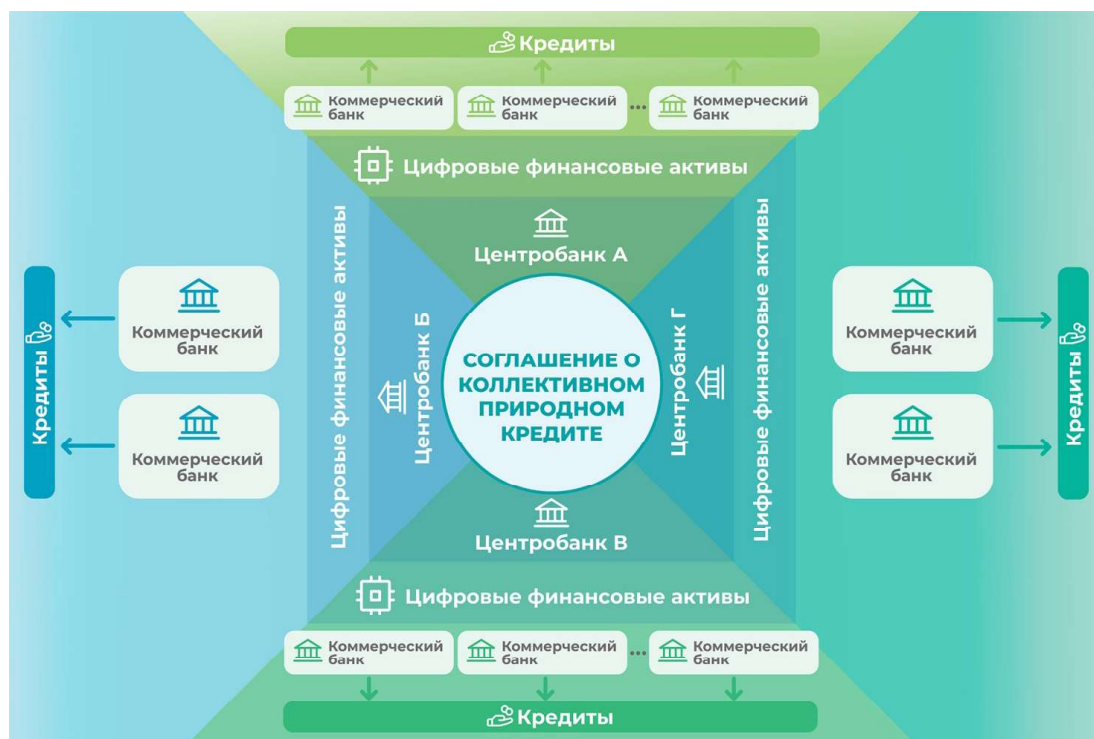 Кредиты
Коммерческий
банк
Коммерческий
банк
...
Коммерческий
банк
Цифровые финансовые активы
Центробанк А
Кредиты
Коммерческий
банк
Коммерческий
банк
Цифровые финансовые активы
Центробанк Б
СОГЛАШЕНИЕ О
КОЛЛЕКТИВНОМ
ПРИРОДНОМ
КРЕДИТЕ
Центробанк Г
Цифровые финансовые активы
Коммерческий
банк
Коммерческий
банк
Кредиты
Центробанк В
Цифровые финансовые активы
Коммерческий
банк
Коммерческий
банк
...
Коммерческий
банк
Кредиты